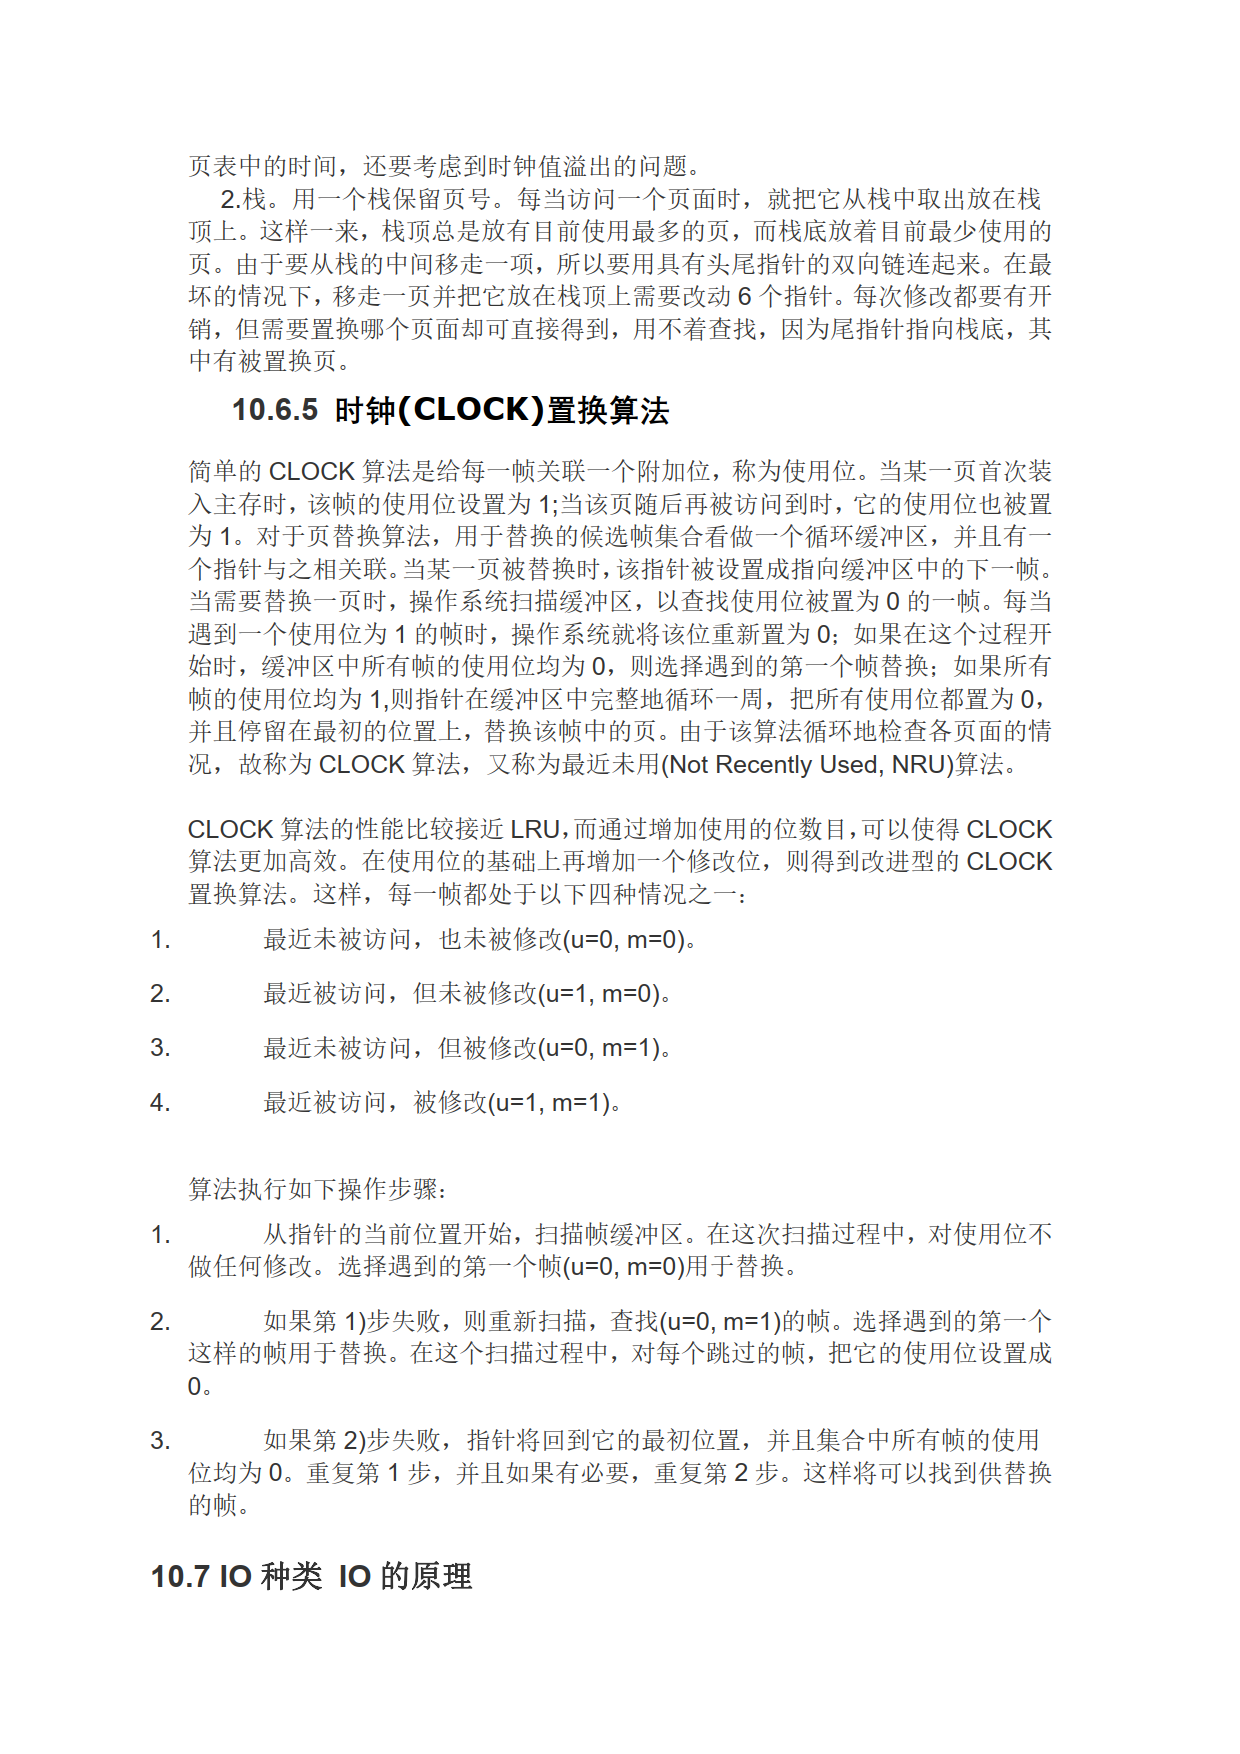 页表中的时间，还要考虑到时钟值溢出的问题。
2.栈。用一个栈保留页号。每当访问一个页面时，就把它从栈中取出放在栈
顶上。这样一来，栈顶总是放有目前使用最多的页，而栈底放着目前最少使用的
页。由于要从栈的中间移走一项，所以要用具有头尾指针的双向链连起来。在最
坏的情况下，移走一页并把它放在栈顶上需要改动 6 个指针。每次修改都要有开
销，但需要置换哪个页面却可直接得到，用不着查找，因为尾指针指向栈底，其
中有被置换页。
10.6.5 时钟(CLOCK)置换算法
简单的 CLOCK 算法是给每一帧关联一个附加位，称为使用位。当某一页首次装
入主存时，该帧的使用位设置为 1;当该页随后再被访问到时，它的使用位也被置
为 1。对于页替换算法，用于替换的候选帧集合看做一个循环缓冲区，并且有一
个指针与之相关联。当某一页被替换时，该指针被设置成指向缓冲区中的下一帧。
当需要替换一页时，操作系统扫描缓冲区，以查找使用位被置为 0 的一帧。每当
遇到一个使用位为 1 的帧时，操作系统就将该位重新置为 0；如果在这个过程开
始时，缓冲区中所有帧的使用位均为 0，则选择遇到的第一个帧替换；如果所有
帧的使用位均为 1,则指针在缓冲区中完整地循环一周，把所有使用位都置为 0，
并且停留在最初的位置上，替换该帧中的页。由于该算法循环地检查各页面的情
况，故称为 CLOCK 算法，又称为最近未用(Not Recently Used, NRU)算法。
CLOCK 算法的性能比较接近 LRU，而通过增加使用的位数目，可以使得 CLOCK
算法更加高效。在使用位的基础上再增加一个修改位，则得到改进型的 CLOCK
置换算法。这样，每一帧都处于以下四种情况之一：
1. 最近未被访问，也未被修改(u=0, m=0)。
2. 最近被访问，但未被修改(u=1, m=0)。
3. 最近未被访问，但被修改(u=0, m=1)。
4. 最近被访问，被修改(u=1, m=1)。
算法执行如下操作步骤：
1. 从指针的当前位置开始，扫描帧缓冲区。在这次扫描过程中，对使用位不
做任何修改。选择遇到的第一个帧(u=0, m=0)用于替换。
2. 如果第 1)步失败，则重新扫描，查找(u=0, m=1)的帧。选择遇到的第一个
这样的帧用于替换。在这个扫描过程中，对每个跳过的帧，把它的使用位设置成
0。
3. 如果第 2)步失败，指针将回到它的最初位置，并且集合中所有帧的使用
位均为 0。重复第 1 步，并且如果有必要，重复第 2 步。这样将可以找到供替换
的帧。
10.7 IO 种类 IO 的原理